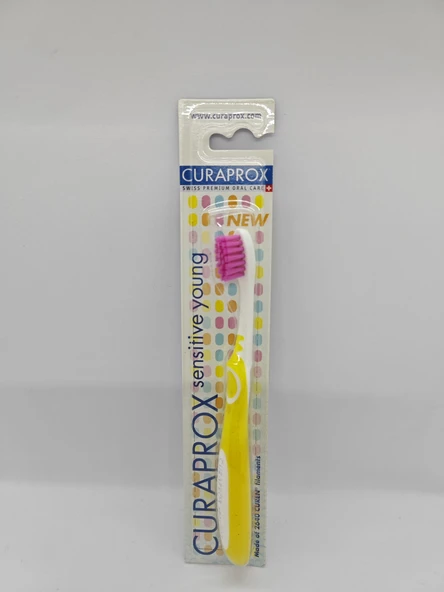 www.curaprox.com
CURAPROX
SWISS PREMIUM ORAL CARE
NEW
CURAPROX sensitive young
Made of 2640 CUREN® filaments